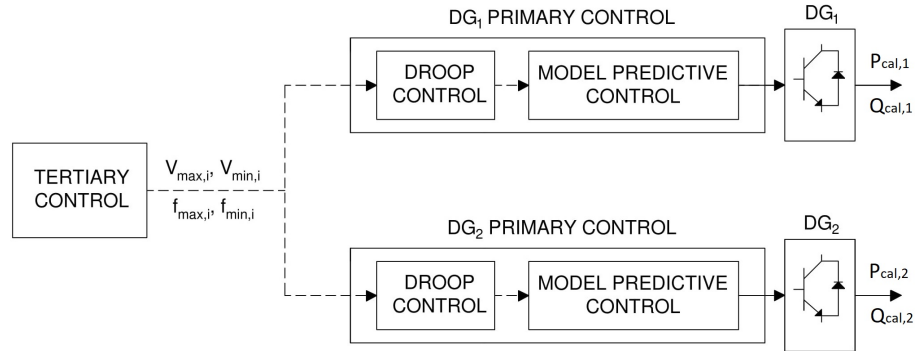 DG₁ PRIMARY CONTROL
DG₁
DROOP
CONTROL
MODEL PREDICTIVE
CONTROL
Pcal,1
Qcal,1
TERTIARY
CONTROL
Vmax,i, Vmin,i
fmax,i, fmin,i
DG₂ PRIMARY CONTROL
DG₂
DROOP
CONTROL
MODEL PREDICTIVE
CONTROL
Pcal,2
Qcal,2